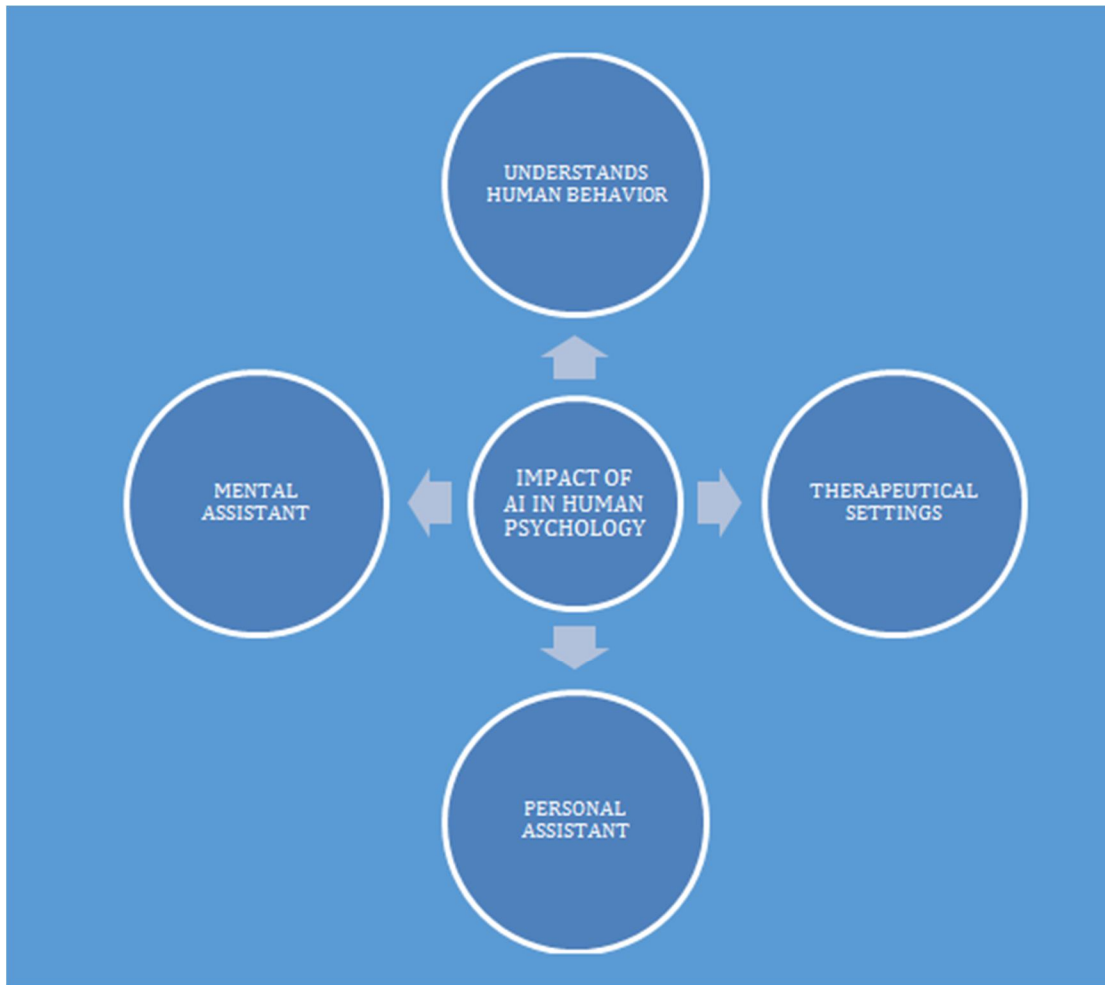 UNDERSTANDS
HUMAN BEHAVIOR
MENTAL
ASSISTANT
IMPACT OF
AI IN HUMAN
PSYCHOLOGY
THERAPEUTICAL
SETTINGS
PERSONAL
ASSISTANT